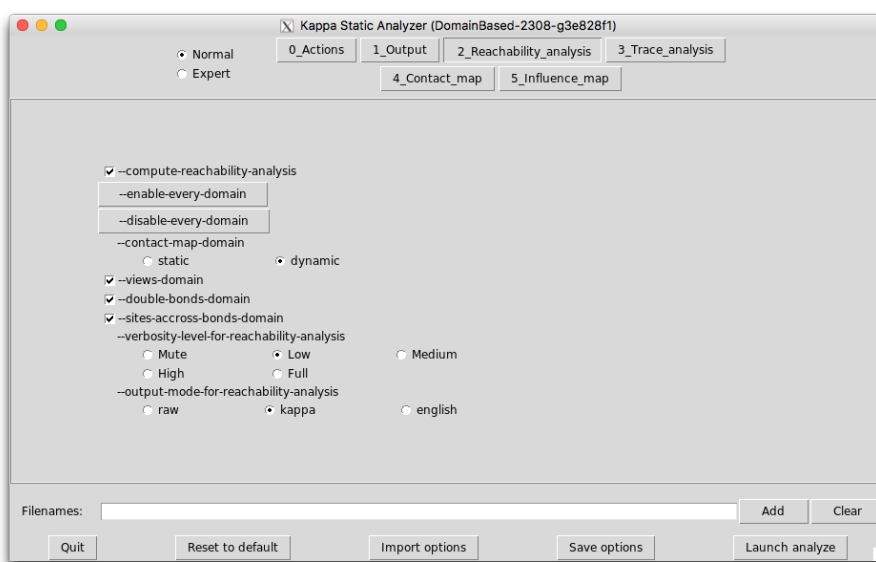 Kappa Static Analyzer (DomainBased-2308-g3e828f1)
Normal 0_Actions 1_Output 2_Reachability_analysis 3_Trace_analysis
Expert 4_Contact_map 5_Influence_map
--compute-reachability-analysis
--enable-every-domain
--disable-every-domain
--contact-map-domain
static dynamic
--views-domain
--double-bonds-domain
--sites-accross-bonds-domain
--verbosity-level-for-reachability-analysis
Mute Low Medium
High Full
--output-mode-for-reachability-analysis
raw kappa english
Filenames: Add Clear
Quit Reset to default Import options Save options Launch analyze